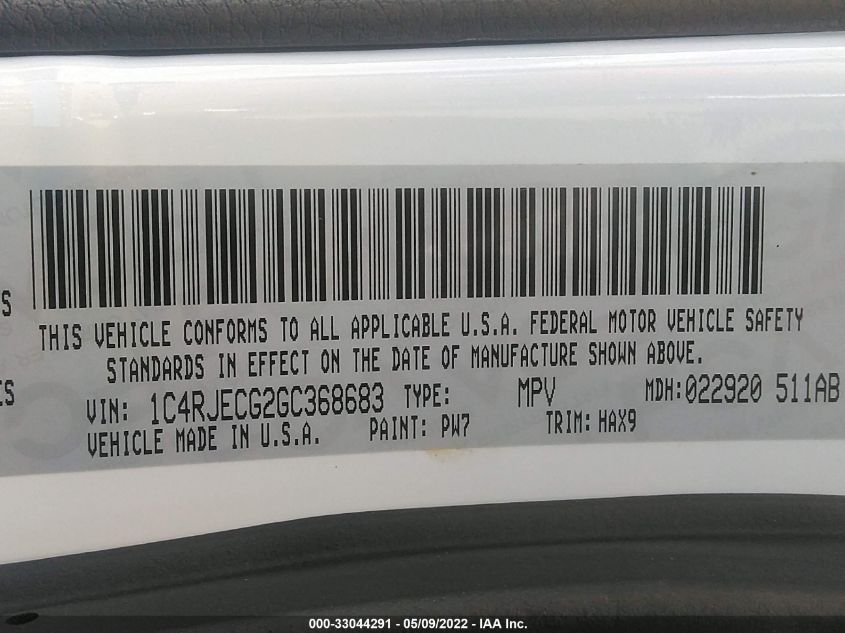 THIS VEHICLE CONFORMS TO ALL APPLICABLE U.S.A. FEDERAL MOTOR VEHICLE SAFETY
STANDARDS IN EFFECT ON THE DATE OF MANUFACTURE SHOWN ABOVE.
VIN: 1C4RJECG2GC368683 TYPE: MPV MDH:022920 511AB
VEHICLE MADE IN U.S.A. PAINT: PW7 TRIM: HAX9
000-33044291 - 05/09/2022 - IAA Inc.